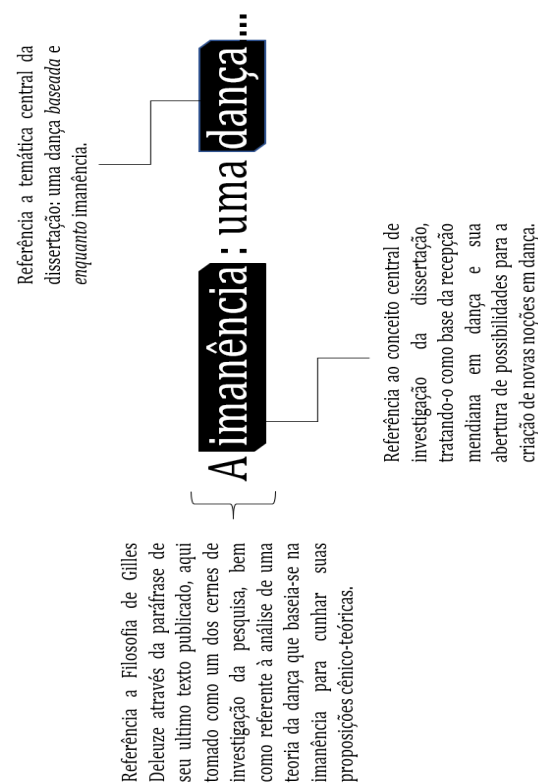 Referência a temática central da
dissertação: uma dança baseada e
enquanto imanência.
A imanência : uma dança...
Referência ao conceito central de
investigação da dissertação,
tratando-o como base da recepção
mendiana em dança e sua
abertura de possibilidades para a
criação de novas noções em dança.
Referência a Filosofia de Gilles
Deleuze através da paráfrase de
seu ultimo texto publicado, aqui
tomado como um dos cernes de
investigação da pesquisa, bem
como referente à análise de uma
teoria da dança que baseia-se na
imanência para cunhar suas
proposições cênico-teóricas.